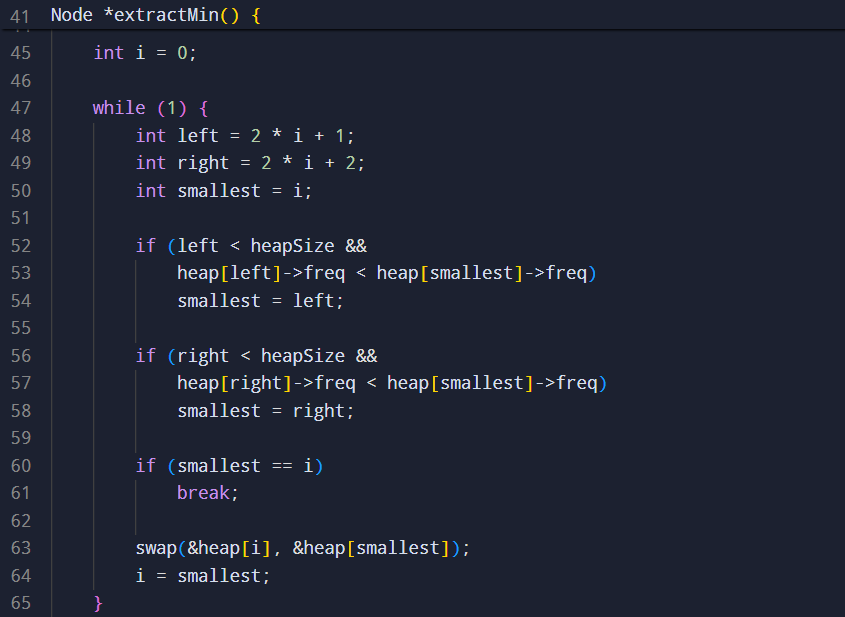 41 Node *extractMin() {
45 int i = 0;
46
47 while (1) {
48 int left = 2 * i + 1;
49 int right = 2 * i + 2;
50 int smallest = i;
51
52 if (left < heapSize &&
53 heap[left]->freq < heap[smallest]->freq)
54 smallest = left;
55
56 if (right < heapSize &&
57 heap[right]->freq < heap[smallest]->freq)
58 smallest = right;
59
60 if (smallest == i)
61 break;
62
63 swap(&heap[i], &heap[smallest]);
64 i = smallest;
65 }